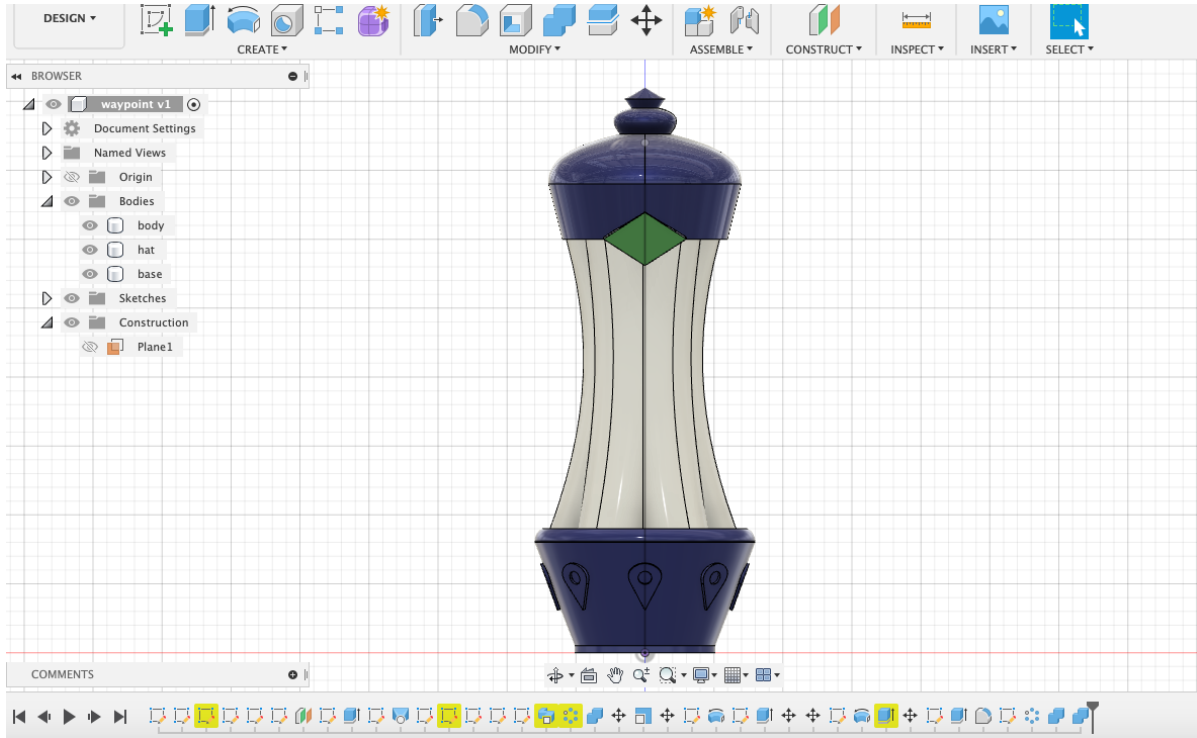 DESIGN
CREATE
MODIFY
ASSEMBLE
CONSTRUCT
INSPECT
INSERT
SELECT
BROWSER
waypoint v1
Document Settings
Named Views
Origin
Bodies
body
hat
base
Sketches
Construction
Plane1
COMMENTS